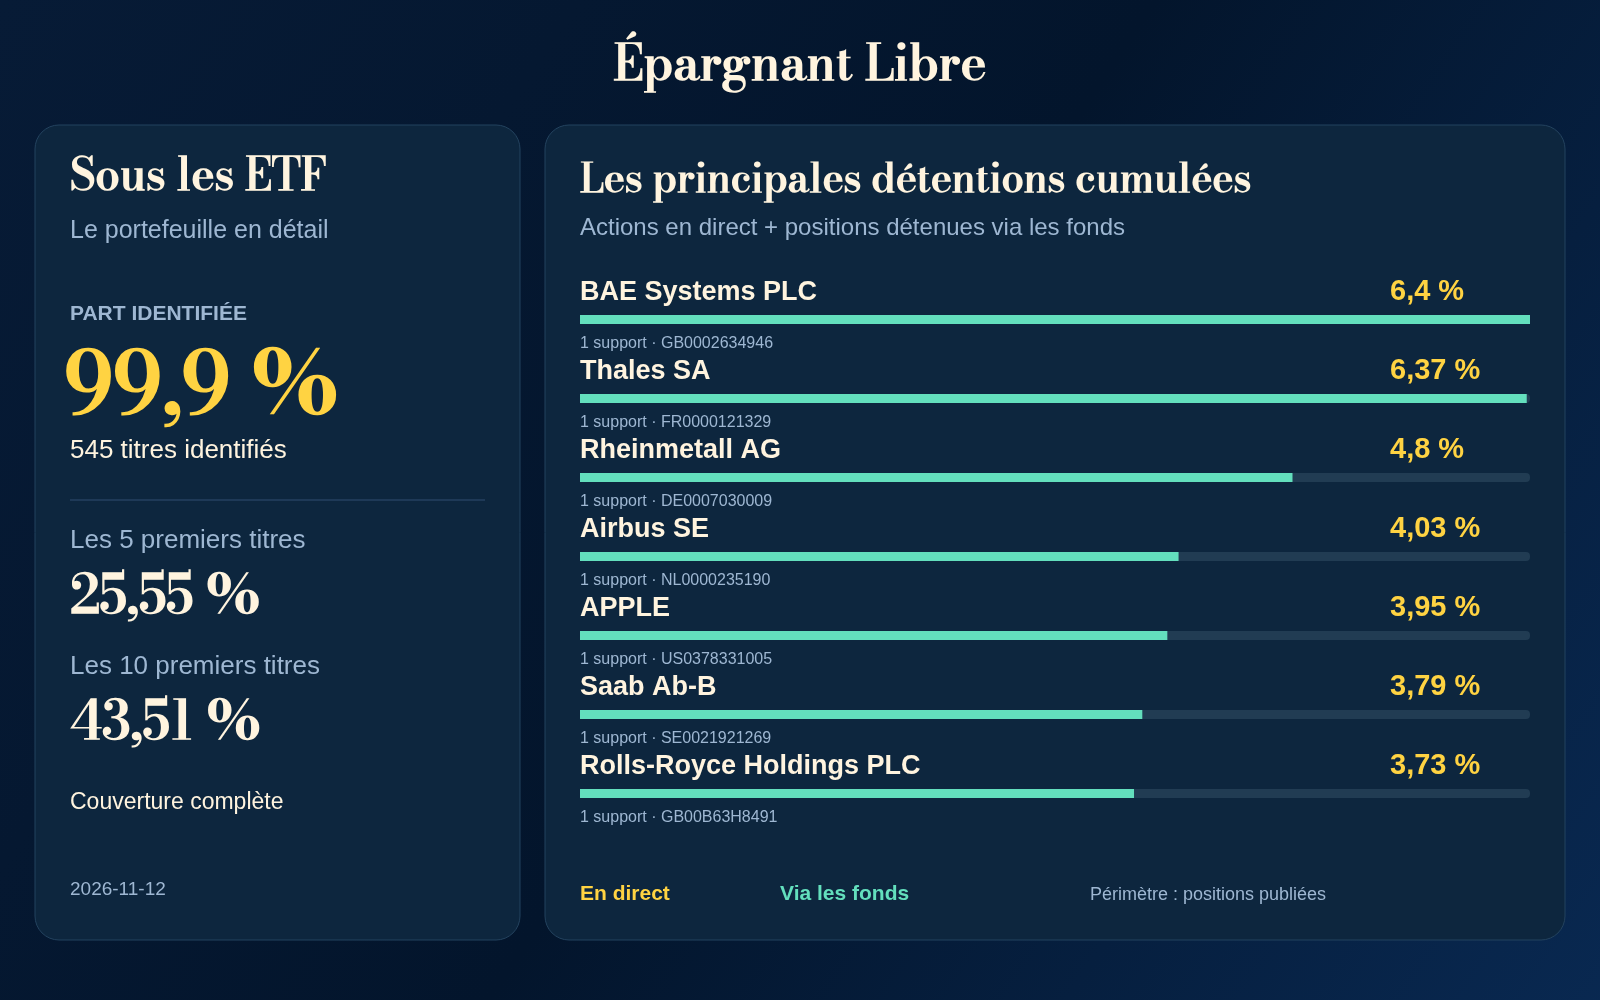 Épargnant Libre
Sous les ETF
Le portefeuille en détail
PART IDENTIFIÉE
99,9 %
545 titres identifiés
Les 5 premiers titres
25,55 %
Les 10 premiers titres
43,51 %
Couverture complète
2026-11-12
Les principales détentions cumulées
Actions en direct + positions détenues via les fonds
BAE Systems PLC 6,4 %
1 support · GB0002634946
Thales SA 6,37 %
1 support · FR0000121329
Rheinmetall AG 4,8 %
1 support · DE0007030009
Airbus SE 4,03 %
1 support · NL0000235190
APPLE 3,95 %
1 support · US0378331005
Saab Ab-B 3,79 %
1 support · SE0021921269
Rolls-Royce Holdings PLC 3,73 %
1 support · GB00B63H8491
En direct Via les fonds Périmètre : positions publiées